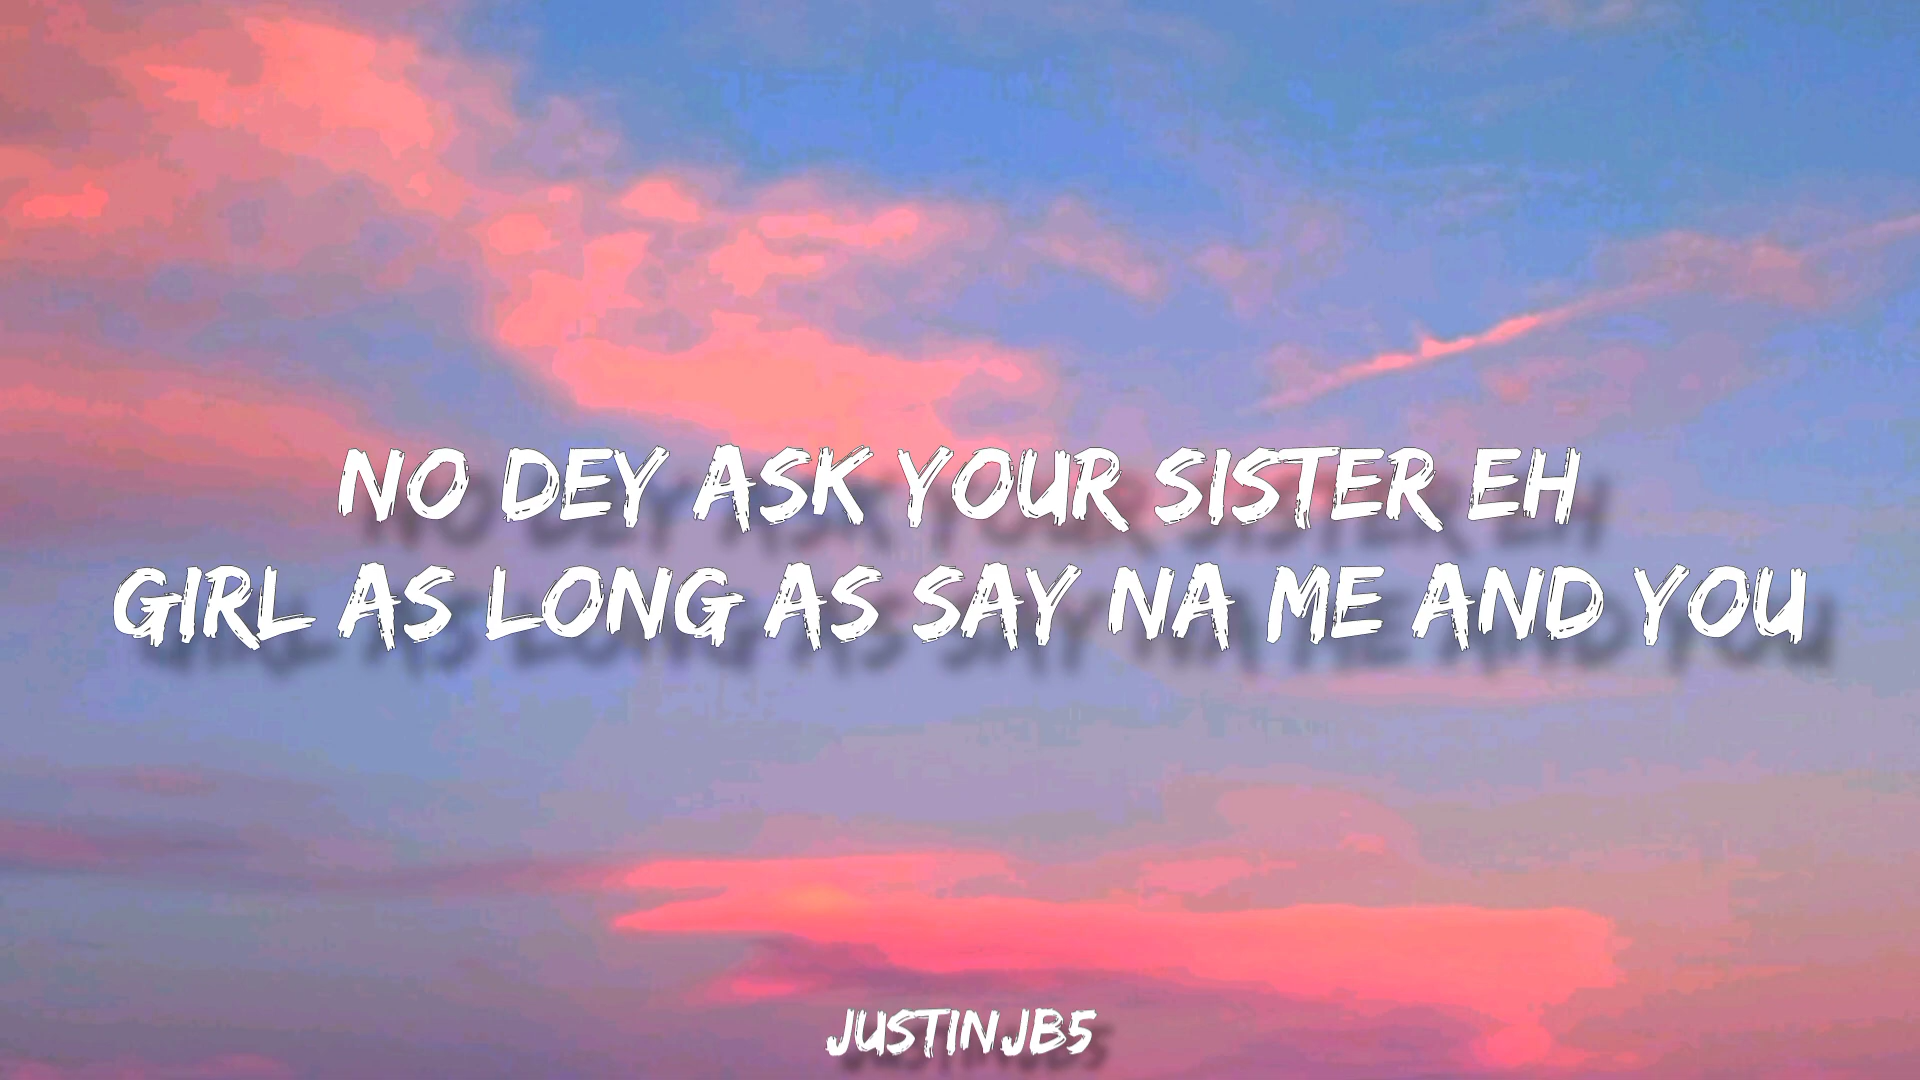 NO DEY ASK YOUR SISTER EH
GIRL AS LONG AS SAY NA ME AND YOU
JUSTINJB5